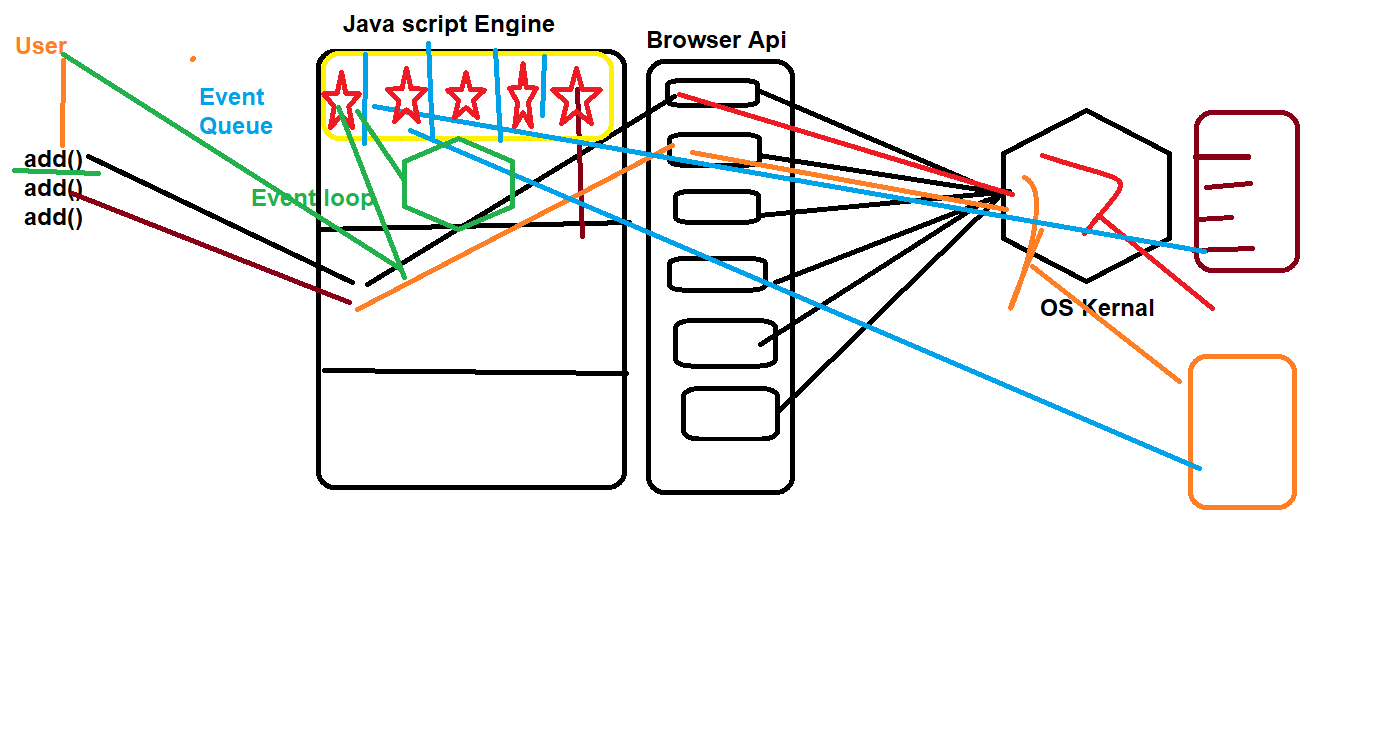 Java script Engine
Browser Api
User
Event
Queue
add()
add()
add()
Event loop
OS Kernal